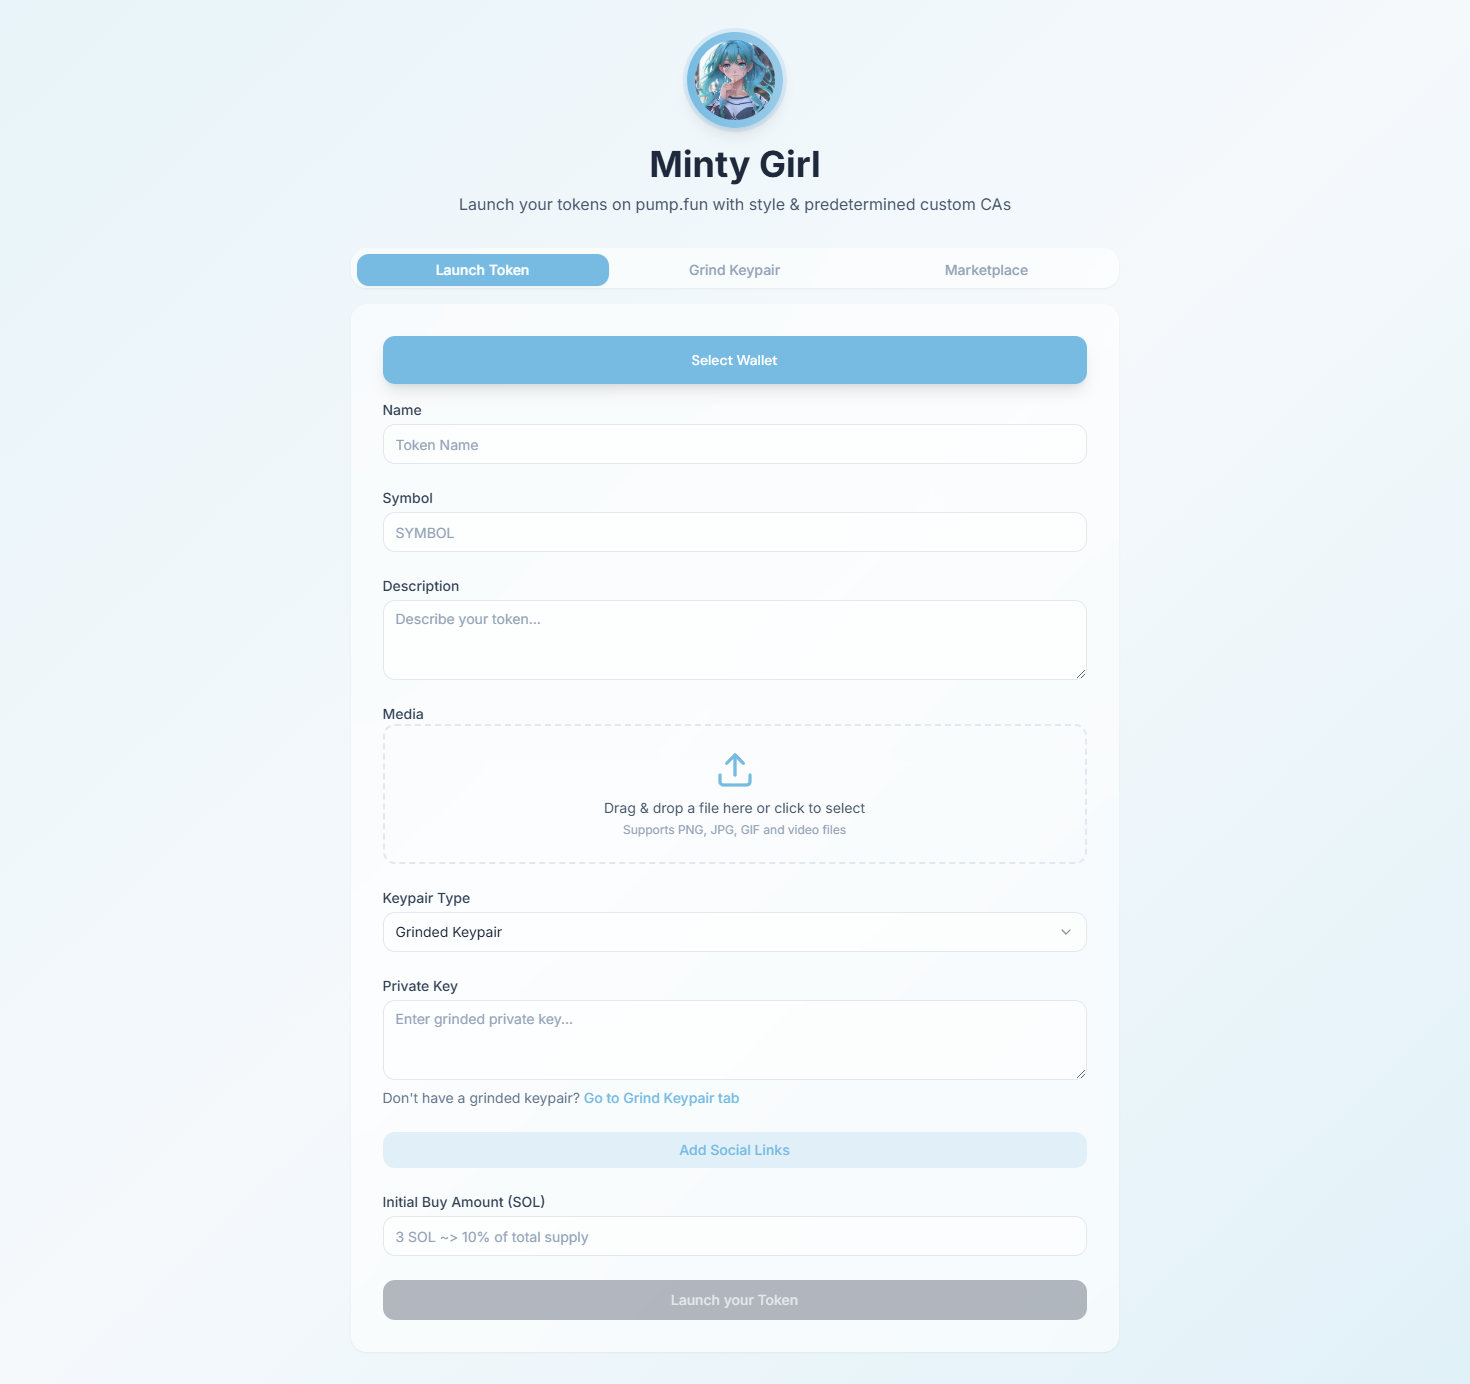 Minty Girl
Launch your tokens on pump.fun with style & predetermined custom CAs
Launch Token
Grind Keypair
Marketplace
Select Wallet
Name
Token Name
Symbol
SYMBOL
Description
Describe your token...
Media
Drag & drop a file here or click to select
Supports PNG, JPG, GIF and video files
Keypair Type
Grinded Keypair
Private Key
Enter grinded private key...
Don't have a grinded keypair? Go to Grind Keypair tab
Add Social Links
Initial Buy Amount (SOL)
3 SOL ~> 10% of total supply
Launch your Token